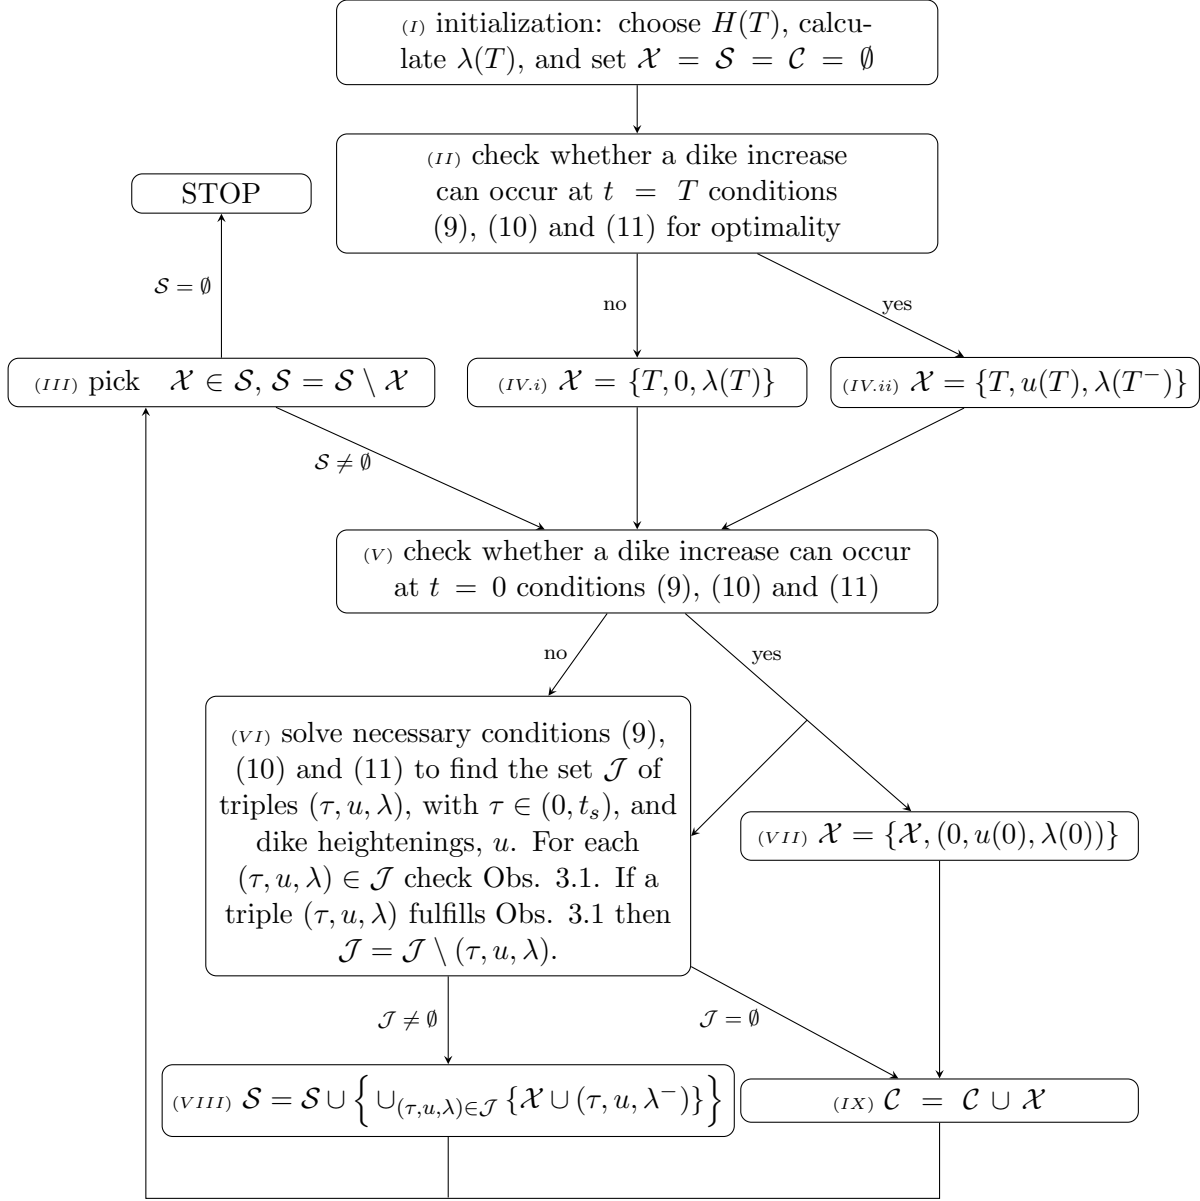 (I) initialization: choose H(T), calcu-
late λ(T), and set 𝒳 = 𝒮 = 𝒞 = ∅
(II) check whether a dike increase
can occur at t = T conditions
(9), (10) and (11) for optimality
STOP
𝒮 = ∅
no
yes
(III) pick 𝒳 ∈ 𝒮, 𝒮 = 𝒮 \ 𝒳
(IV.i) 𝒳 = {T, 0, λ(T)}
(IV.ii) 𝒳 = {T, u(T), λ(T⁻)}
𝒮 ≠ ∅
(V) check whether a dike increase can occur
at t = 0 conditions (9), (10) and (11)
no
yes
(VI) solve necessary conditions (9),
(10) and (11) to find the set 𝒥 of
triples (τ, u, λ), with τ ∈ (0, tₛ), and
dike heightenings, u. For each
(τ, u, λ) ∈ 𝒥 check Obs. 3.1. If a
triple (τ, u, λ) fulfills Obs. 3.1 then
𝒥 = 𝒥 \ (τ, u, λ).
(VII) 𝒳 = {𝒳, (0, u(0), λ(0))}
𝒥 ≠ ∅
𝒥 = ∅
(VIII) 𝒮 = 𝒮 ∪ { ∪_{(τ,u,λ)∈𝒥} {𝒳 ∪ (τ, u, λ⁻)} }
(IX) 𝒞 = 𝒞 ∪ 𝒳